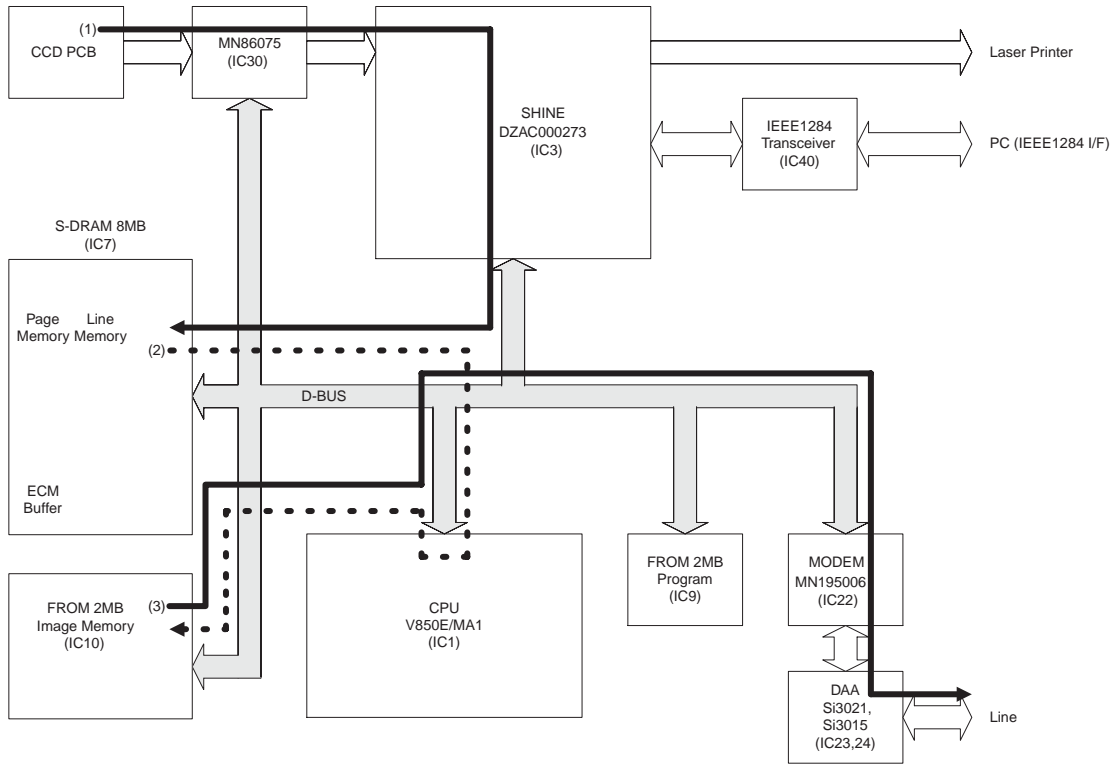 (1)
CCD PCB
MN86075
(IC30)
SHINE
DZAC000273
(IC3)
Laser Printer
IEEE1284
Transceiver
(IC40)
PC (IEEE1284 I/F)
S-DRAM 8MB
(IC7)
Page Line
Memory Memory
(2)
D-BUS
ECM
Buffer
(3)
FROM 2MB
Image Memory
(IC10)
CPU
V850E/MA1
(IC1)
FROM 2MB
Program
(IC9)
MODEM
MN195006
(IC22)
DAA
Si3021,
Si3015
(IC23,24)
Line